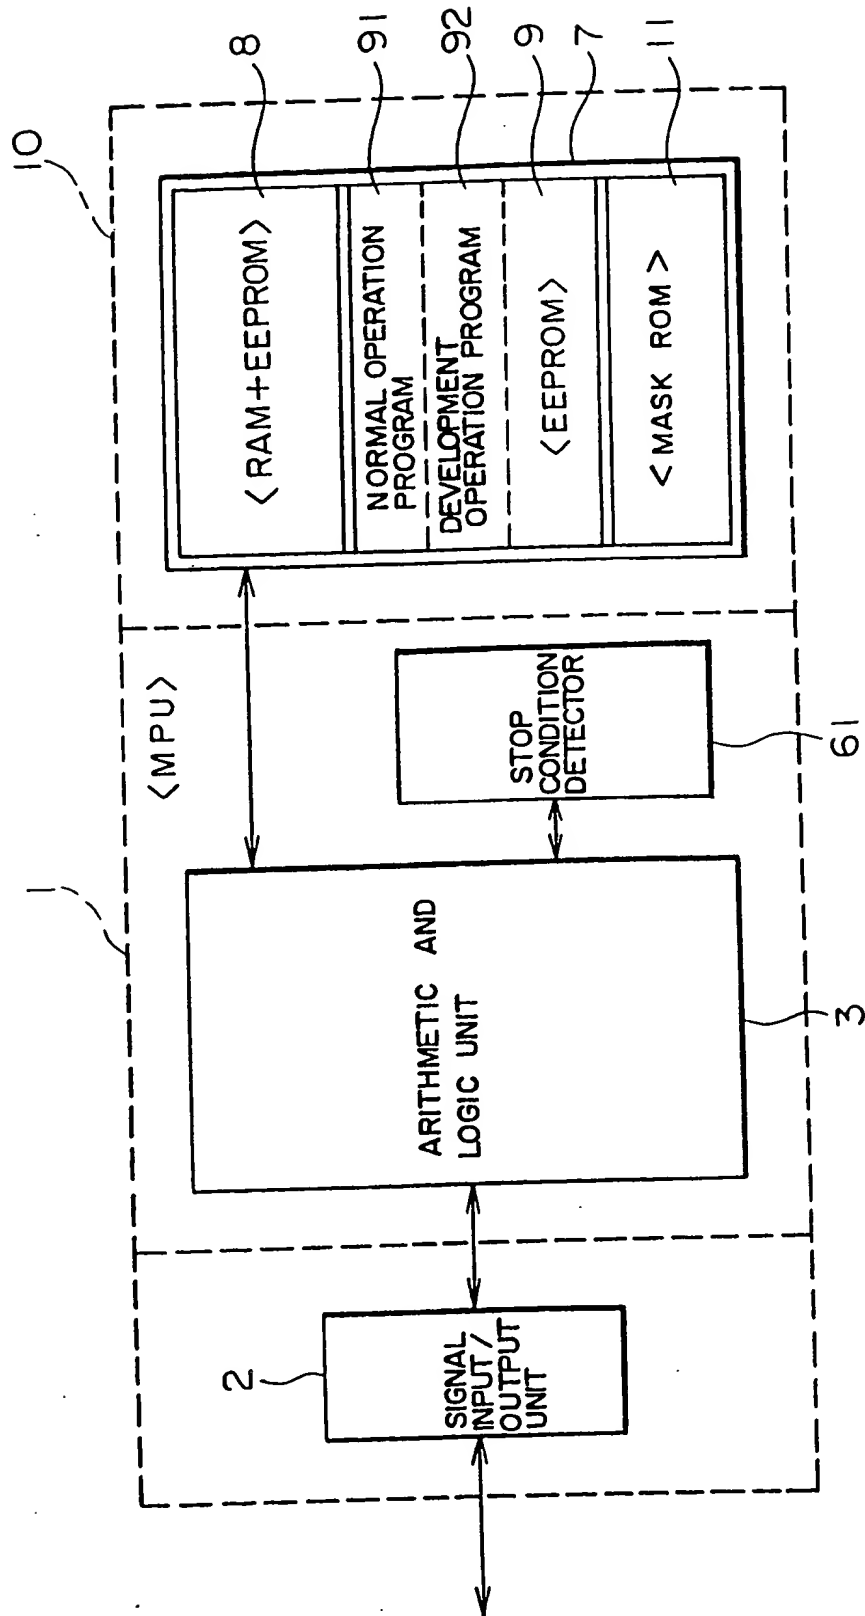 10
1
<MPU>
8
91
92
9
7
11
<RAM+EEPROM>
NORMAL OPERATION
PROGRAM
DEVELOPMENT
OPERATION PROGRAM
<EEPROM>
<MASK ROM>
STOP
CONDITION
DETECTOR
61
ARITHMETIC AND
LOGIC UNIT
3
2
SIGNAL
INPUT/
OUTPUT
UNIT